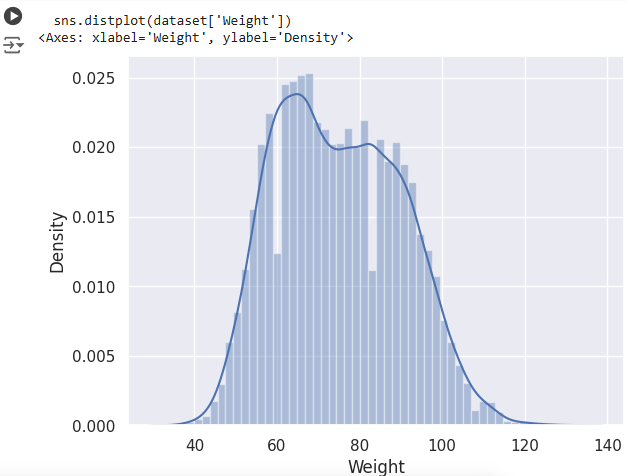 sns.distplot(dataset['Weight'])
<Axes: xlabel='Weight', ylabel='Density'>
0.025
0.020
0.015
0.010
0.005
0.000
Density
40 60 80 100 120 140
Weight